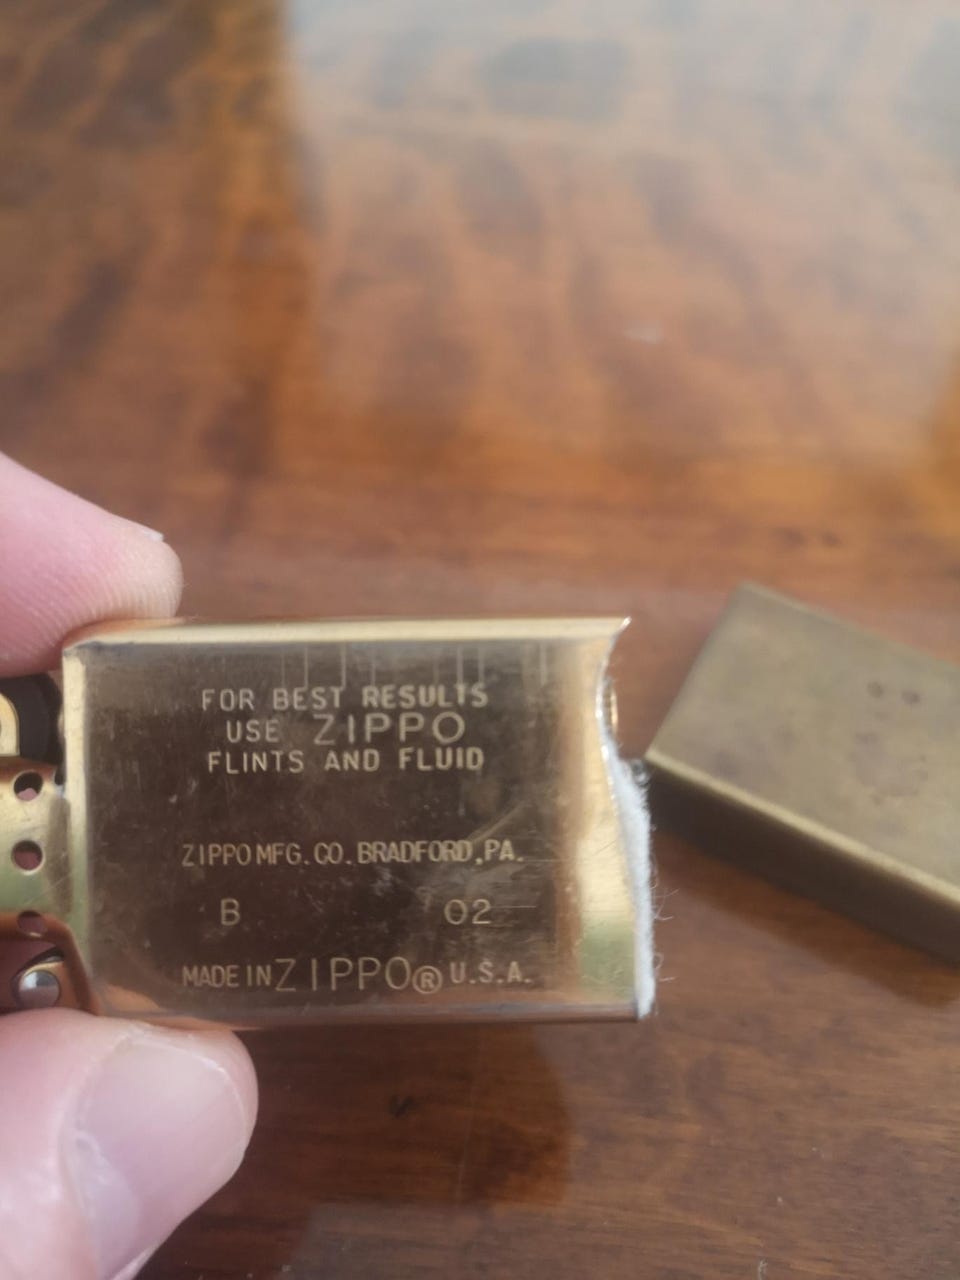 FOR BEST RESULTS
USE ZIPPO
FLINTS AND FLUID
ZIPPO MFG. CO. BRADFORD, PA.
B 02
MADE IN ZIPPO® U.S.A.